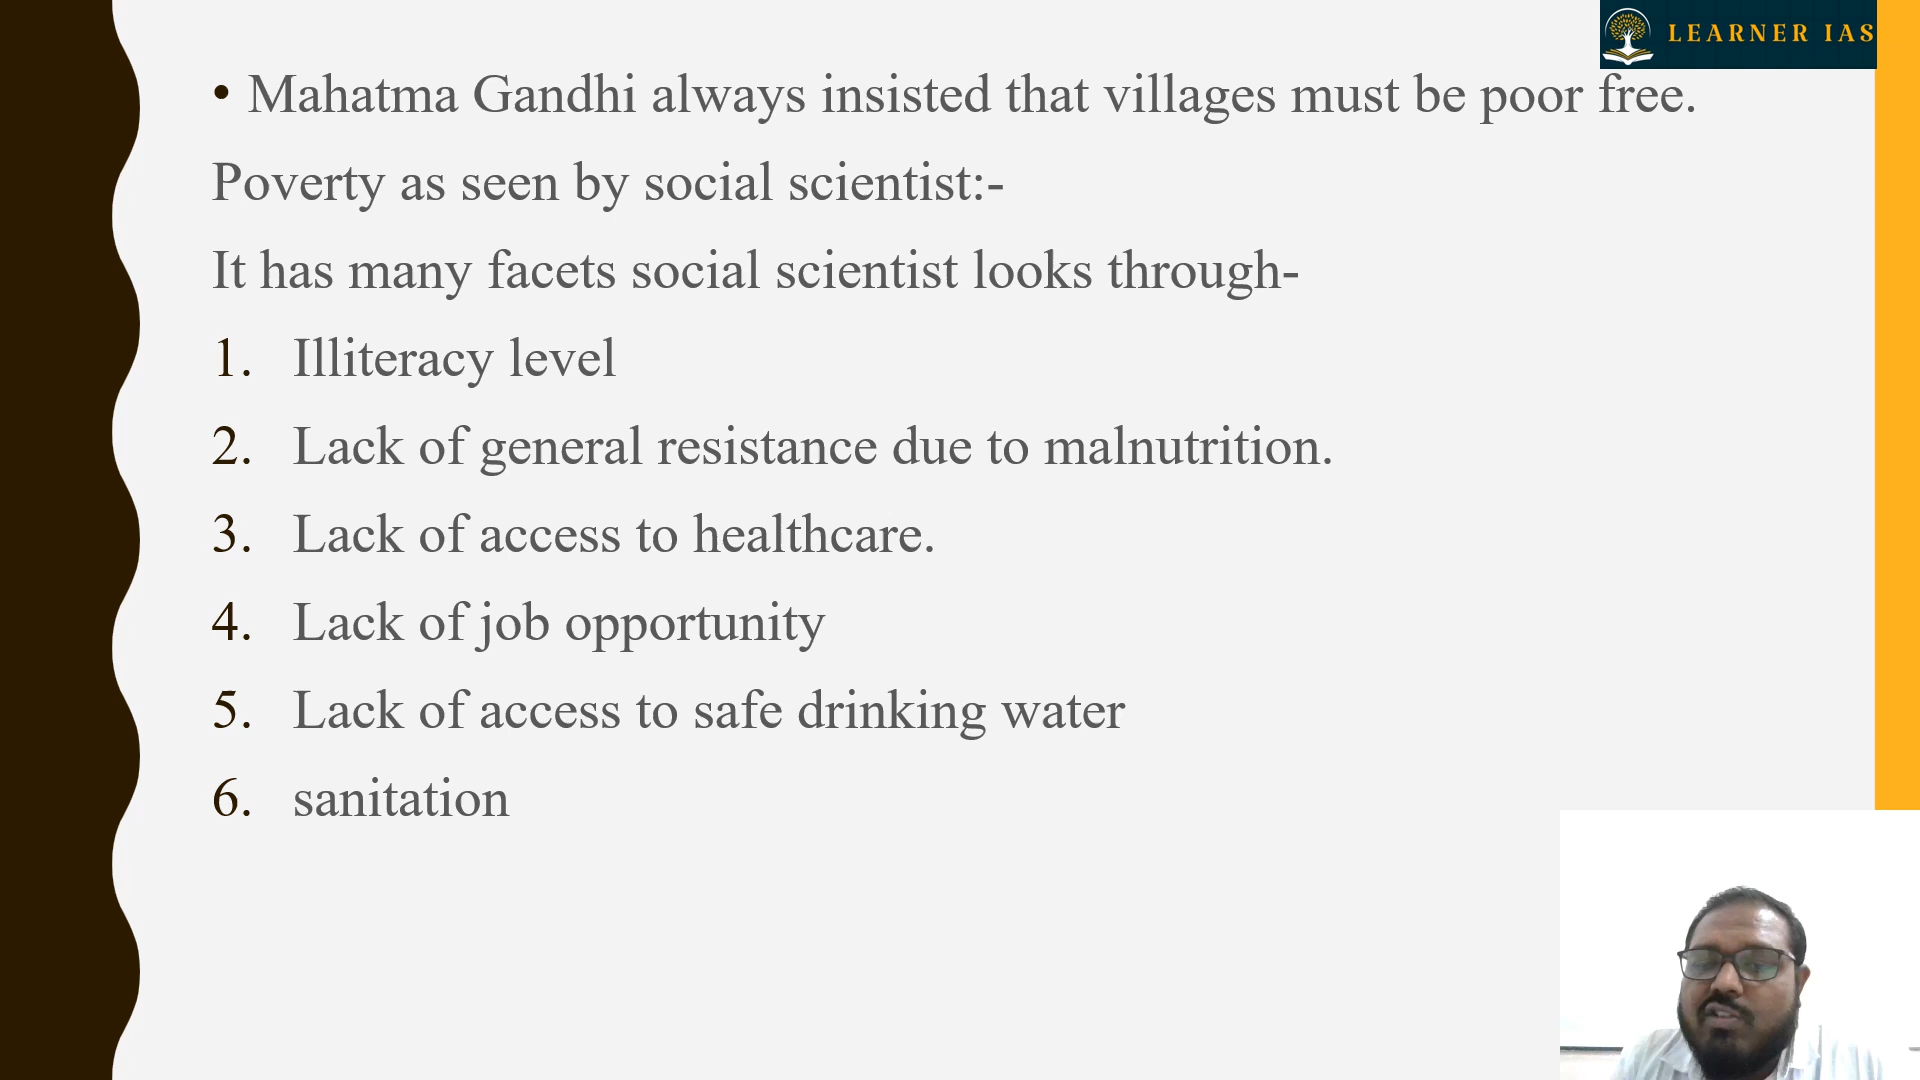 LEARNER IAS
• Mahatma Gandhi always insisted that villages must be poor free.
Poverty as seen by social scientist:-
It has many facets social scientist looks through-
1. Illiteracy level
2. Lack of general resistance due to malnutrition.
3. Lack of access to healthcare.
4. Lack of job opportunity
5. Lack of access to safe drinking water
6. sanitation